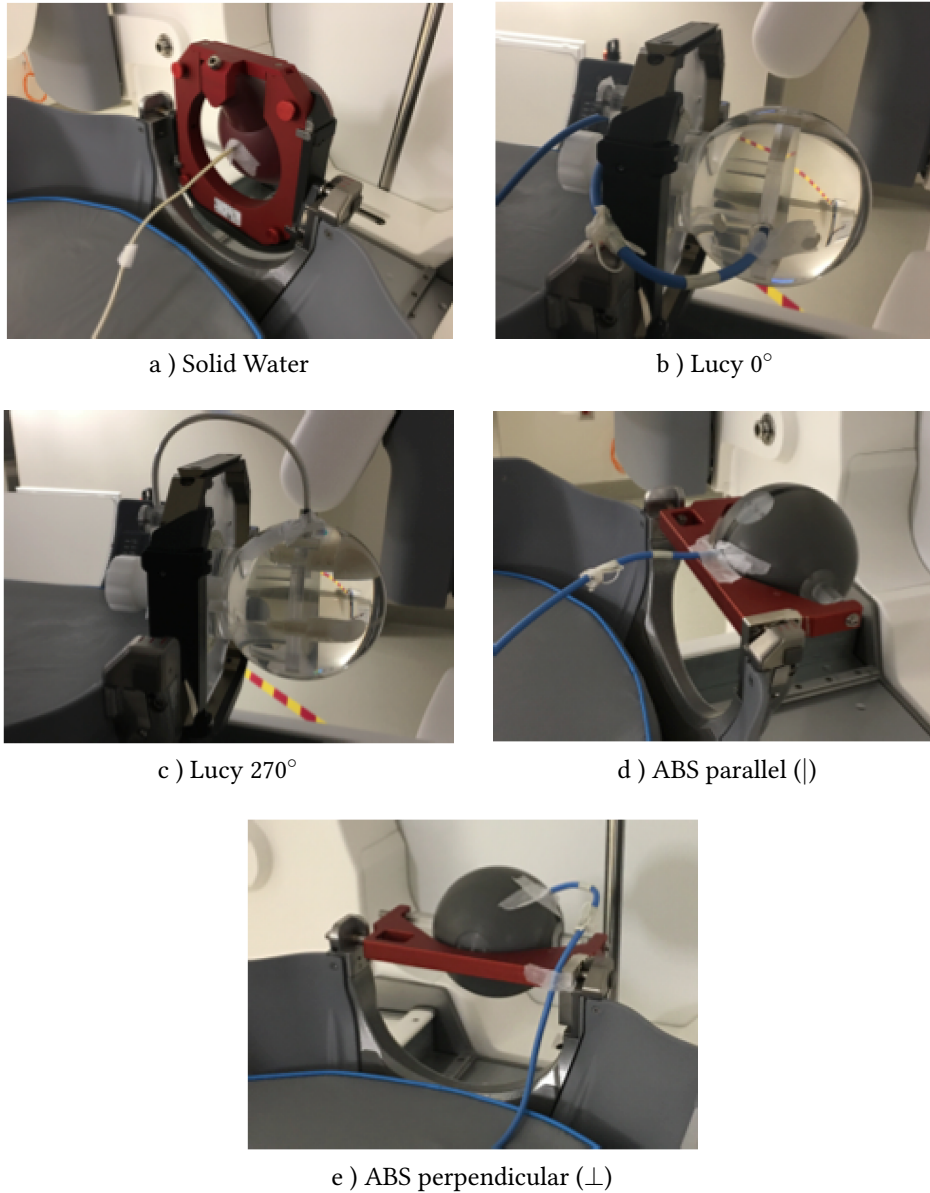 a ) Solid Water
b ) Lucy 0°
c ) Lucy 270°
d ) ABS parallel (|)
e ) ABS perpendicular (⊥)